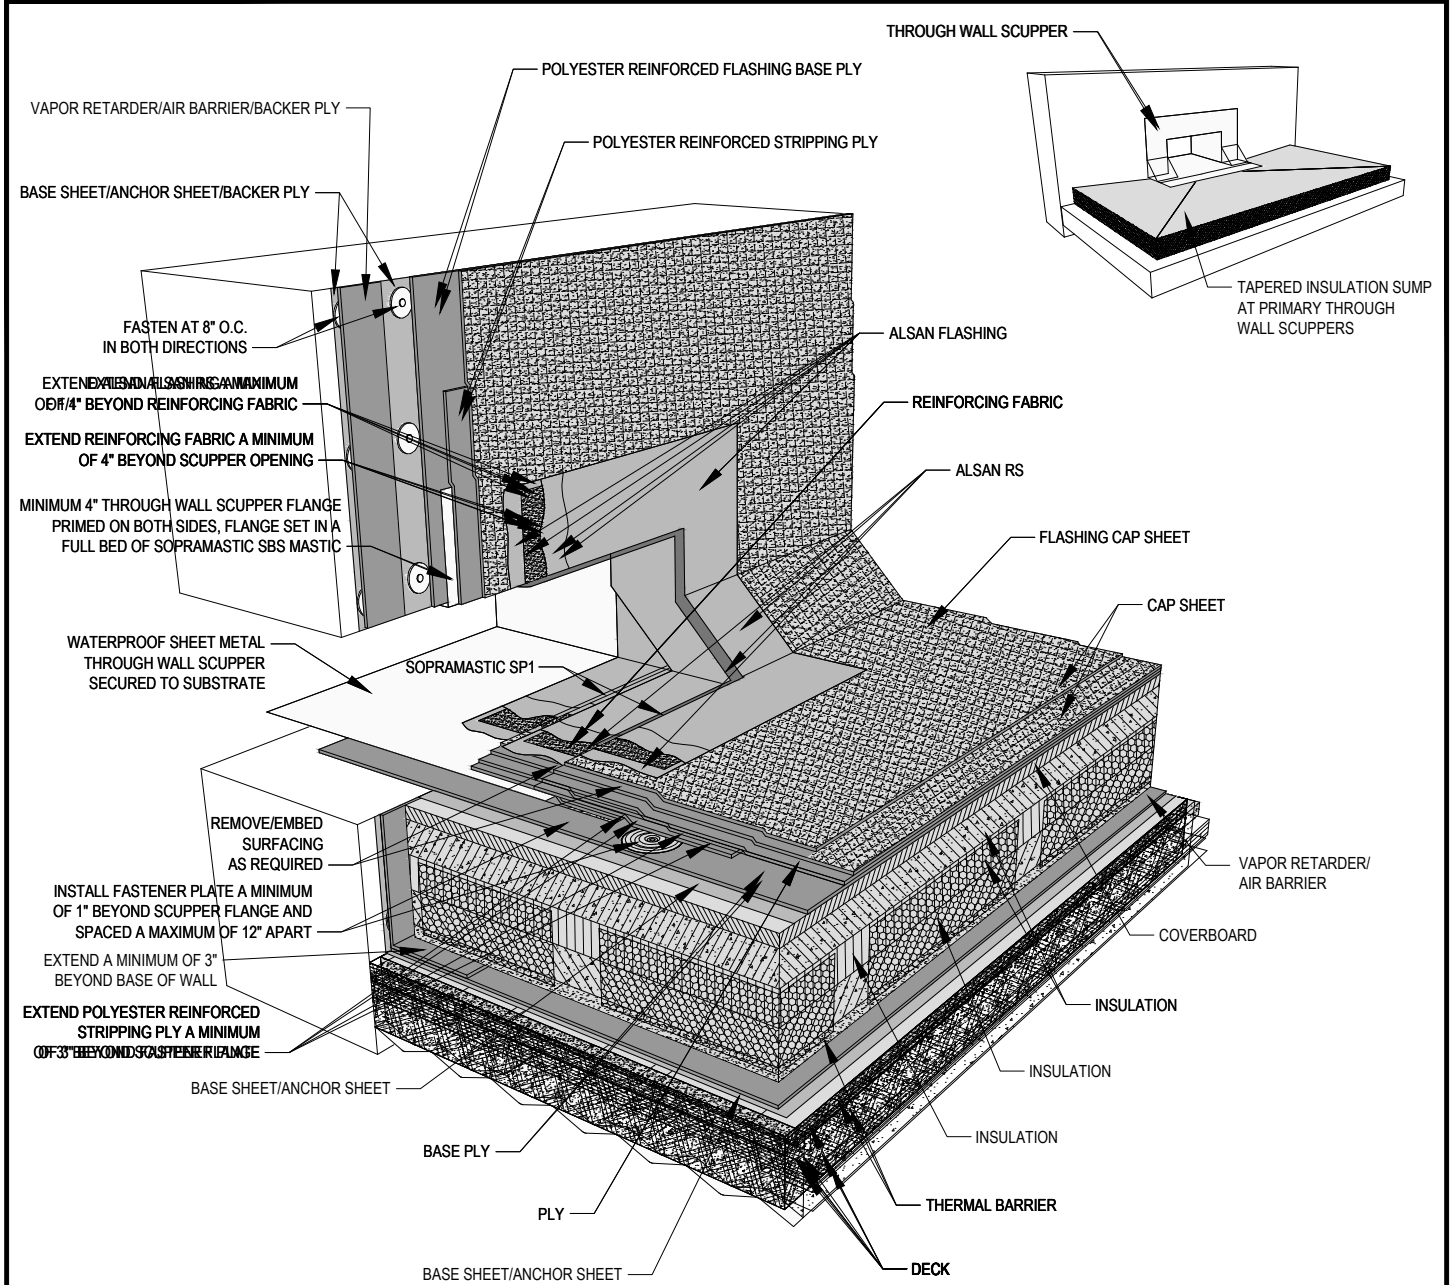 THROUGH WALL SCUPPER
POLYESTER REINFORCED FLASHING BASE PLY
VAPOR RETARDER/AIR BARRIER/BACKER PLY
POLYESTER REINFORCED STRIPPING PLY
BASE SHEET/ANCHOR SHEET/BACKER PLY
TAPERED INSULATION SUMP
AT PRIMARY THROUGH
WALL SCUPPERS
FASTEN AT 8" O.C.
IN BOTH DIRECTIONS
ALSAN FLASHING
MAXIMUM
BEYOND REINFORCING FABRIC
REINFORCING FABRIC
EXTEND REINFORCING FABRIC A MINIMUM
OF 4" BEYOND SCUPPER OPENING
ALSAN RS
MINIMUM 4" THROUGH WALL SCUPPER FLANGE
PRIMED ON BOTH SIDES, FLANGE SET IN A
FULL BED OF SOPRAMASTIC SBS MASTIC
FLASHING CAP SHEET
CAP SHEET
WATERPROOF SHEET METAL
THROUGH WALL SCUPPER
SECURED TO SUBSTRATE
SOPRAMASTIC SP1
REMOVE/EMBED
SURFACING
AS REQUIRED
VAPOR RETARDER/
AIR BARRIER
INSTALL FASTENER PLATE A MINIMUM
OF 1" BEYOND SCUPPER FLANGE AND
SPACED A MAXIMUM OF 12" APART
COVERBOARD
EXTEND A MINIMUM OF 3"
BEYOND BASE OF WALL
INSULATION
EXTEND POLYESTER REINFORCED
STRIPPING PLY A MINIMUM
INSULATION
BASE SHEET/ANCHOR SHEET
INSULATION
BASE PLY
THERMAL BARRIER
PLY
DECK
BASE SHEET/ANCHOR SHEET